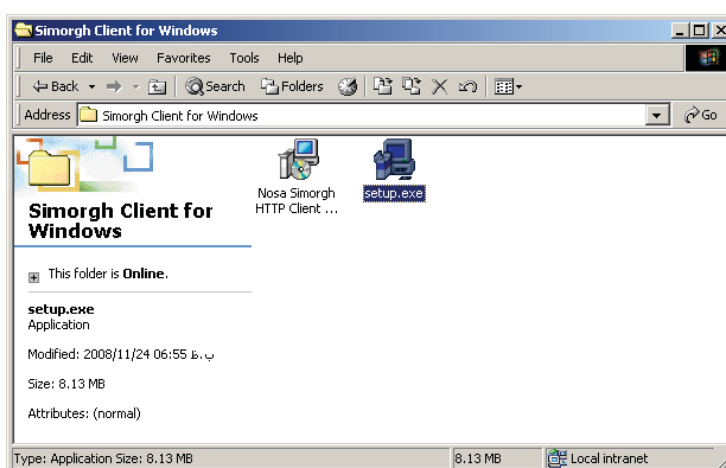 Simorgh Client for Windows
File Edit View Favorites Tools Help
Back Search Folders
Address Simorgh Client for Windows Go
Nosa Simorgh
HTTP Client ...
setup.exe
Simorgh Client for
Windows
This folder is Online.
setup.exe
Application
Modified: 2008/11/24 06:55 ب.ظ
Size: 8.13 MB
Attributes: (normal)
Type: Application Size: 8.13 MB 8.13 MB Local intranet